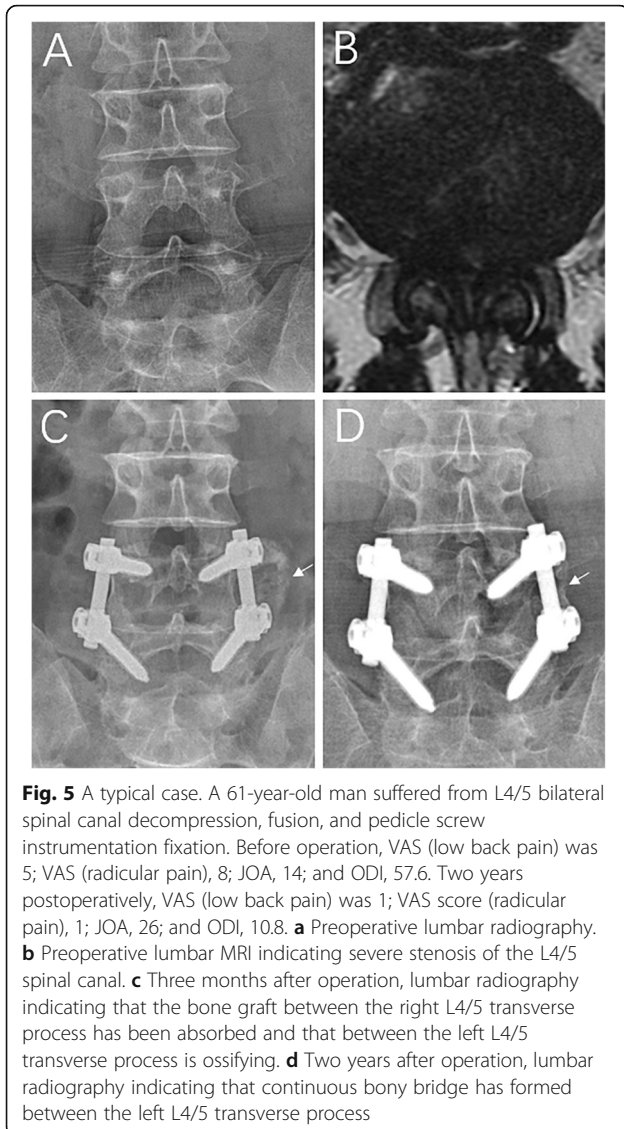 A
B
C
D
Fig. 5 A typical case. A 61-year-old man suffered from L4/5 bilateral
spinal canal decompression, fusion, and pedicle screw
instrumentation fixation. Before operation, VAS (low back pain) was
5; VAS (radicular pain), 8; JOA, 14; and ODI, 57.6. Two years
postoperatively, VAS (low back pain) was 1; VAS score (radicular
pain), 1; JOA, 26; and ODI, 10.8. a Preoperative lumbar radiography.
b Preoperative lumbar MRI indicating severe stenosis of the L4/5
spinal canal. c Three months after operation, lumbar radiography
indicating that the bone graft between the right L4/5 transverse
process has been absorbed and that between the left L4/5
transverse process is ossifying. d Two years after operation, lumbar
radiography indicating that continuous bony bridge has formed
between the left L4/5 transverse process